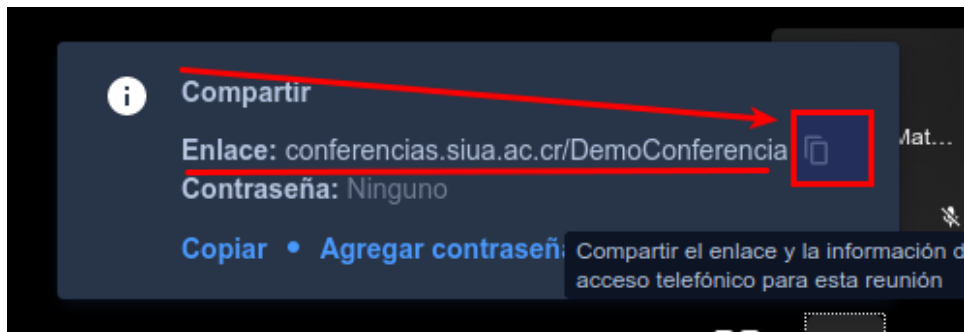 Compartir
Enlace: conferencias.siua.ac.cr/DemoConferencia
Mat...
Contraseña: Ninguno
Copiar • Agregar contraseña
Compartir el enlace y la información d
acceso telefónico para esta reunión